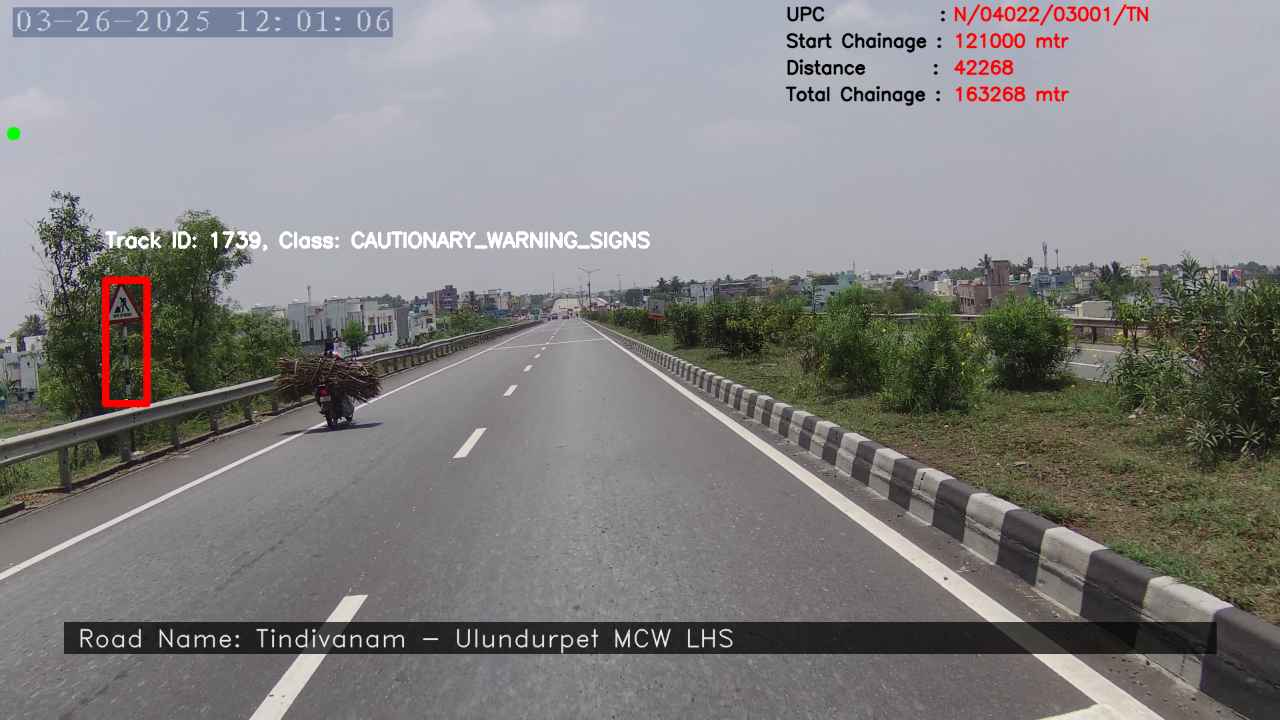 03-26-2025 12:01:06
UPC : N/04022/03001/TN
Start Chainage : 121000 mtr
Distance : 42268
Total Chainage : 163268 mtr
Track ID: 1739, Class: CAUTIONARY_WARNING_SIGNS
Road Name: Tindivanam - Ulundurpet MCW LHS